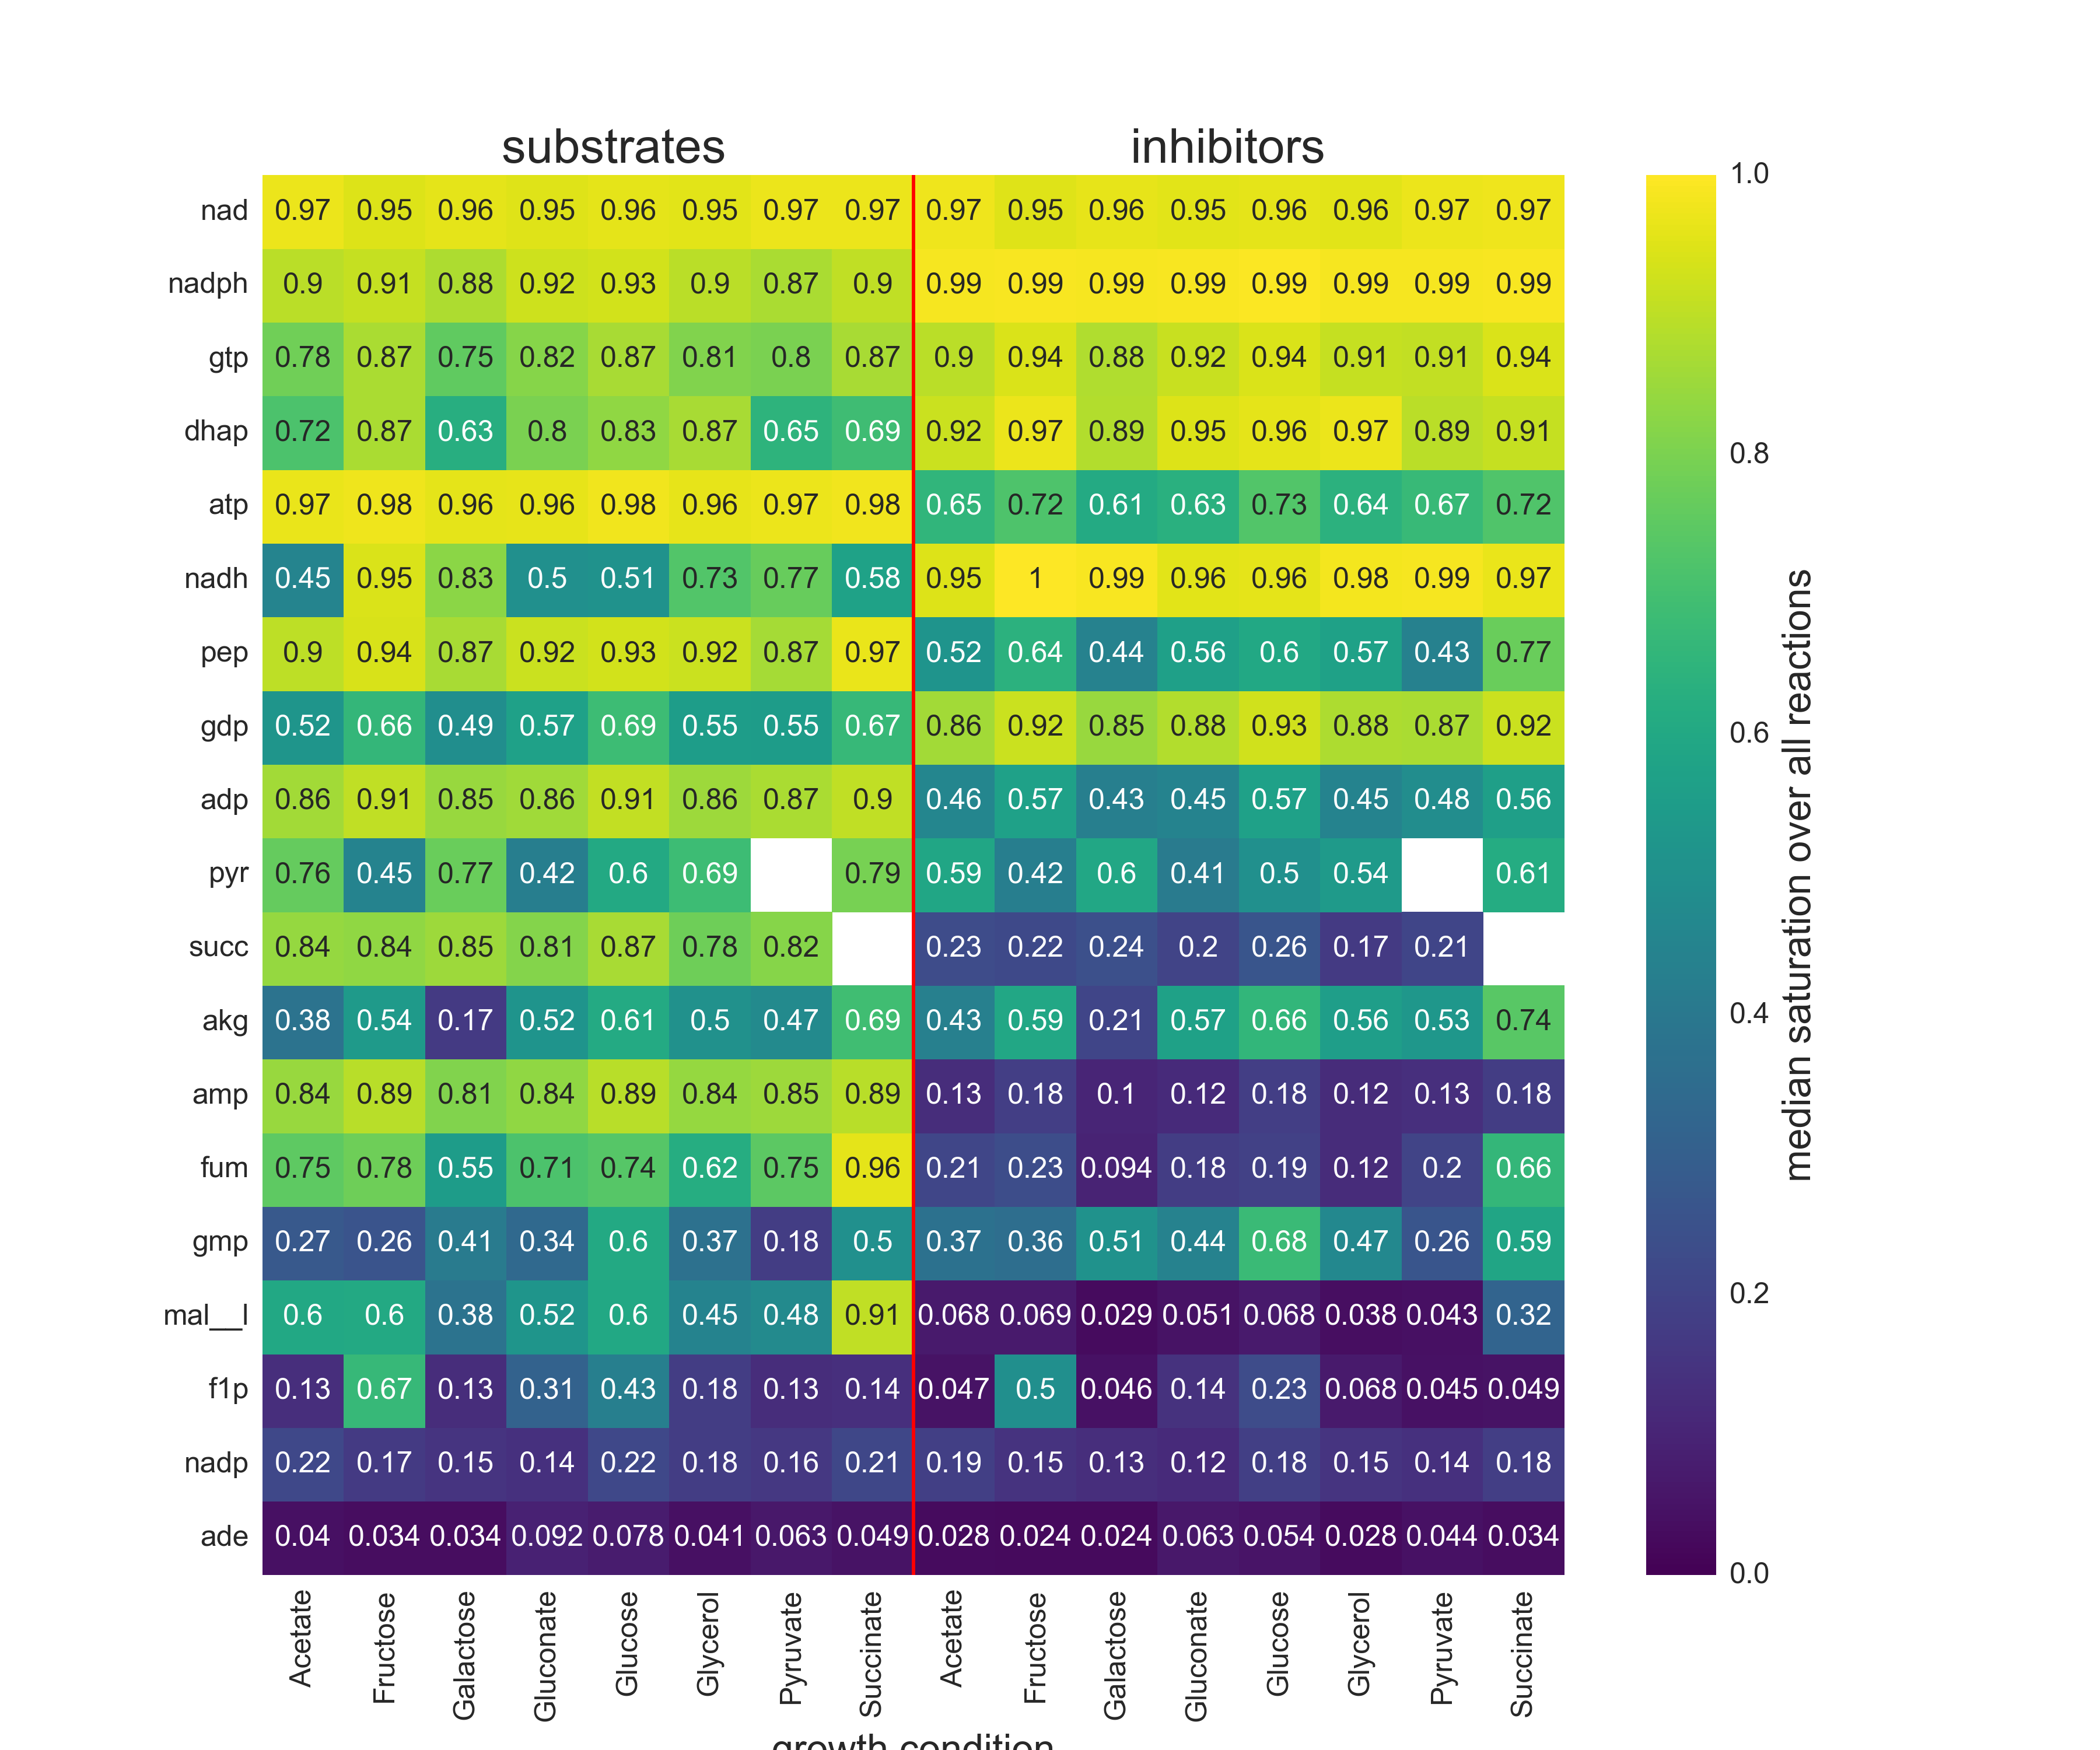 substrates inhibitors
nad 0.97 0.95 0.96 0.95 0.96 0.95 0.97 0.97 0.97 0.95 0.96 0.95 0.96 0.96 0.97 0.97
nadph 0.9 0.91 0.88 0.92 0.93 0.9 0.87 0.9 0.99 0.99 0.99 0.99 0.99 0.99 0.99 0.99
gtp 0.78 0.87 0.75 0.82 0.87 0.81 0.8 0.87 0.9 0.94 0.88 0.92 0.94 0.91 0.91 0.94
dhap 0.72 0.87 0.63 0.8 0.83 0.87 0.65 0.69 0.92 0.97 0.89 0.95 0.96 0.97 0.89 0.91
atp 0.97 0.98 0.96 0.96 0.98 0.96 0.97 0.98 0.65 0.72 0.61 0.63 0.73 0.64 0.67 0.72
nadh 0.45 0.95 0.83 0.5 0.51 0.73 0.77 0.58 0.95 1 0.99 0.96 0.96 0.98 0.99 0.97
pep 0.9 0.94 0.87 0.92 0.93 0.92 0.87 0.97 0.52 0.64 0.44 0.56 0.6 0.57 0.43 0.77
gdp 0.52 0.66 0.49 0.57 0.69 0.55 0.55 0.67 0.86 0.92 0.85 0.88 0.93 0.88 0.87 0.92
adp 0.86 0.91 0.85 0.86 0.91 0.86 0.87 0.9 0.46 0.57 0.43 0.45 0.57 0.45 0.48 0.56
pyr 0.76 0.45 0.77 0.42 0.6 0.69 0.79 0.59 0.42 0.6 0.41 0.5 0.54 0.61
succ 0.84 0.84 0.85 0.81 0.87 0.78 0.82 0.23 0.22 0.24 0.2 0.26 0.17 0.21
akg 0.38 0.54 0.17 0.52 0.61 0.5 0.47 0.69 0.43 0.59 0.21 0.57 0.66 0.56 0.53 0.74
amp 0.84 0.89 0.81 0.84 0.89 0.84 0.85 0.89 0.13 0.18 0.1 0.12 0.18 0.12 0.13 0.18
fum 0.75 0.78 0.55 0.71 0.74 0.62 0.75 0.96 0.21 0.23 0.094 0.18 0.19 0.12 0.2 0.66
gmp 0.27 0.26 0.41 0.34 0.6 0.37 0.18 0.5 0.37 0.36 0.51 0.44 0.68 0.47 0.26 0.59
mal__l 0.6 0.6 0.38 0.52 0.6 0.45 0.48 0.91 0.068 0.069 0.029 0.051 0.068 0.038 0.043 0.32
f1p 0.13 0.67 0.13 0.31 0.43 0.18 0.13 0.14 0.047 0.5 0.046 0.14 0.23 0.068 0.045 0.049
nadp 0.22 0.17 0.15 0.14 0.22 0.18 0.16 0.21 0.19 0.15 0.13 0.12 0.18 0.15 0.14 0.18
ade 0.04 0.034 0.034 0.092 0.078 0.041 0.063 0.049 0.028 0.024 0.024 0.063 0.054 0.028 0.044 0.034
Acetate Fructose Galactose Gluconate Glucose Glycerol Pyruvate Succinate Acetate Fructose Galactose Gluconate Glucose Glycerol Pyruvate Succinate
growth condition
1.0
0.8
0.6
0.4
0.2
0.0
median saturation over all reactions